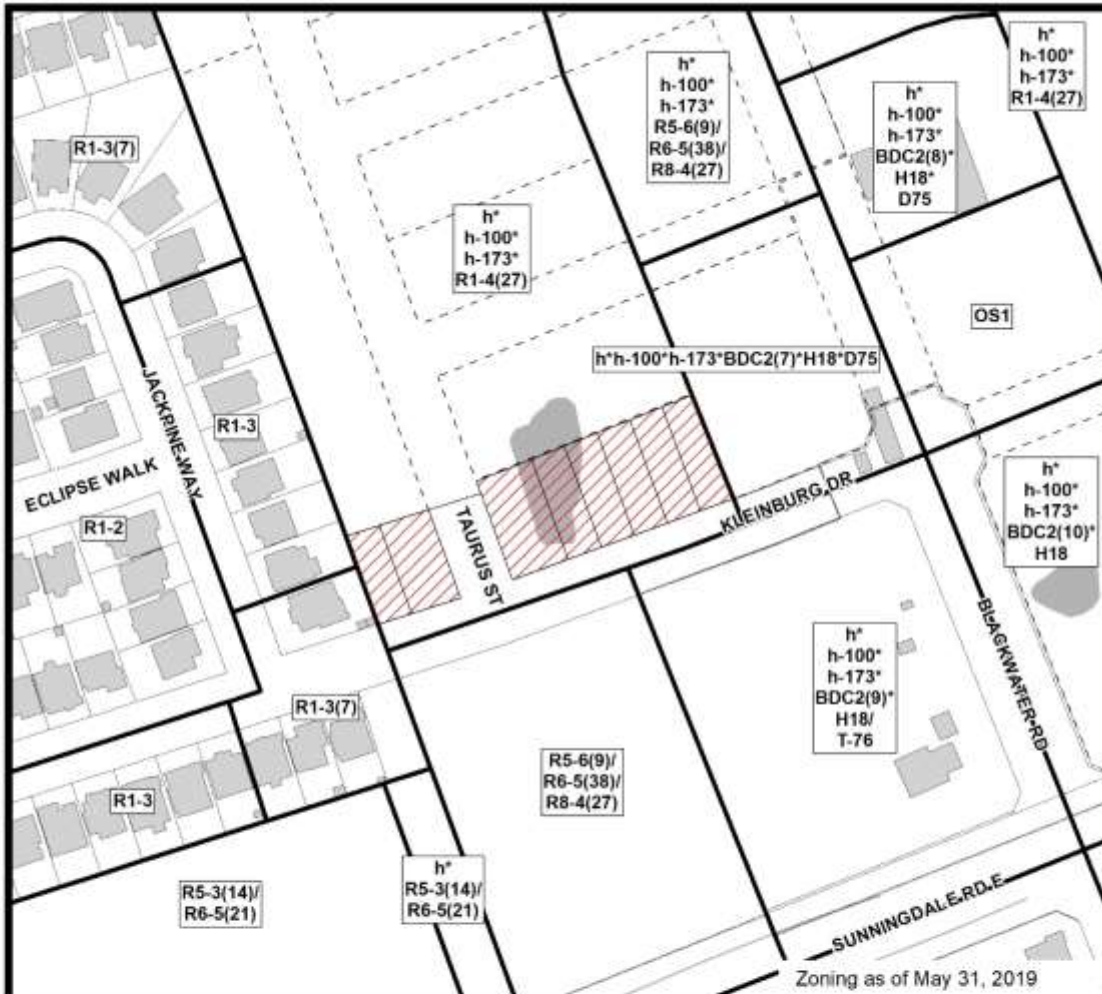 h*
h-100*
h-173*
R1-4(27)
h*
h-100*
h-173*
R5-6(9)/
R6-5(38)/
R8-4(27)
h*
h-100*
h-173*
BDC2(8)*
H18*
D75
R1-3(7)
h*
h-100*
h-173*
R1-4(27)
OS1
h*h-100*h-173*BDC2(7)*H18*D75
JACKPINE WAY
R1-3
ECLIPSE WALK
R1-2
TAURUS ST
KLEINBURG DR
h*
h-100*
h-173*
BDC2(10)*
H18
BLACKWATER RD
h*
h-100*
h-173*
BDC2(9)*
H18/
T-76
R1-3(7)
R5-6(9)/
R6-5(38)/
R8-4(27)
R1-3
h*
R5-3(14)/
R6-5(21)
R5-3(14)/
R6-5(21)
SUNNINGDALE RD E
Zoning as of May 31, 2019